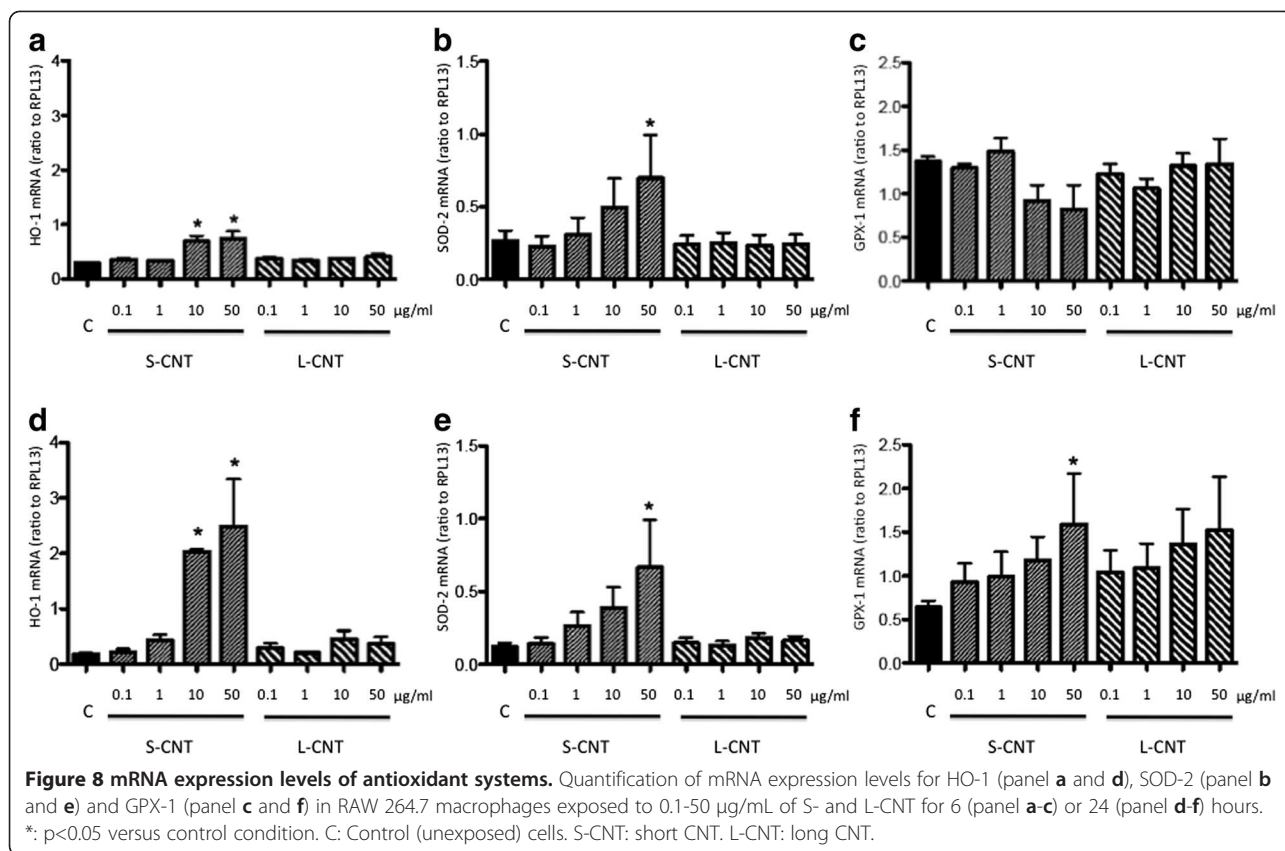 a
b
c
HO-1 mRNA (ratio to RPL13)
4
3
2
1
0
* *
0.1 1 10 50 0.1 1 10 50 µg/ml
C
S-CNT L-CNT
SOD-2 mRNA (ratio to RPL13)
1.5
1.0
0.5
0.0
*
0.1 1 10 50 0.1 1 10 50 µg/ml
C
S-CNT L-CNT
GPX-1 mRNA (ratio to RPL13)
2.5
2.0
1.5
1.0
0.5
0.0
0.1 1 10 50 0.1 1 10 50 µg/ml
C
S-CNT L-CNT
d
e
f
HO-1 mRNA (ratio to RPL13)
4
3
2
1
0
* *
0.1 1 10 50 0.1 1 10 50 µg/ml
C
S-CNT L-CNT
SOD-2 mRNA (ratio to RPL13)
1.5
1.0
0.5
0.0
*
0.1 1 10 50 0.1 1 10 50 µg/ml
C
S-CNT L-CNT
GPX-1 mRNA (ratio to RPL13)
2.5
2.0
1.5
1.0
0.5
0.0
*
0.1 1 10 50 0.1 1 10 50 µg/ml
C
S-CNT L-CNT
Figure 8 mRNA expression levels of antioxidant systems. Quantification of mRNA expression levels for HO-1 (panel a and d), SOD-2 (panel b
and e) and GPX-1 (panel c and f) in RAW 264.7 macrophages exposed to 0.1-50 µg/mL of S- and L-CNT for 6 (panel a-c) or 24 (panel d-f) hours.
*: p<0.05 versus control condition. C: Control (unexposed) cells. S-CNT: short CNT. L-CNT: long CNT.